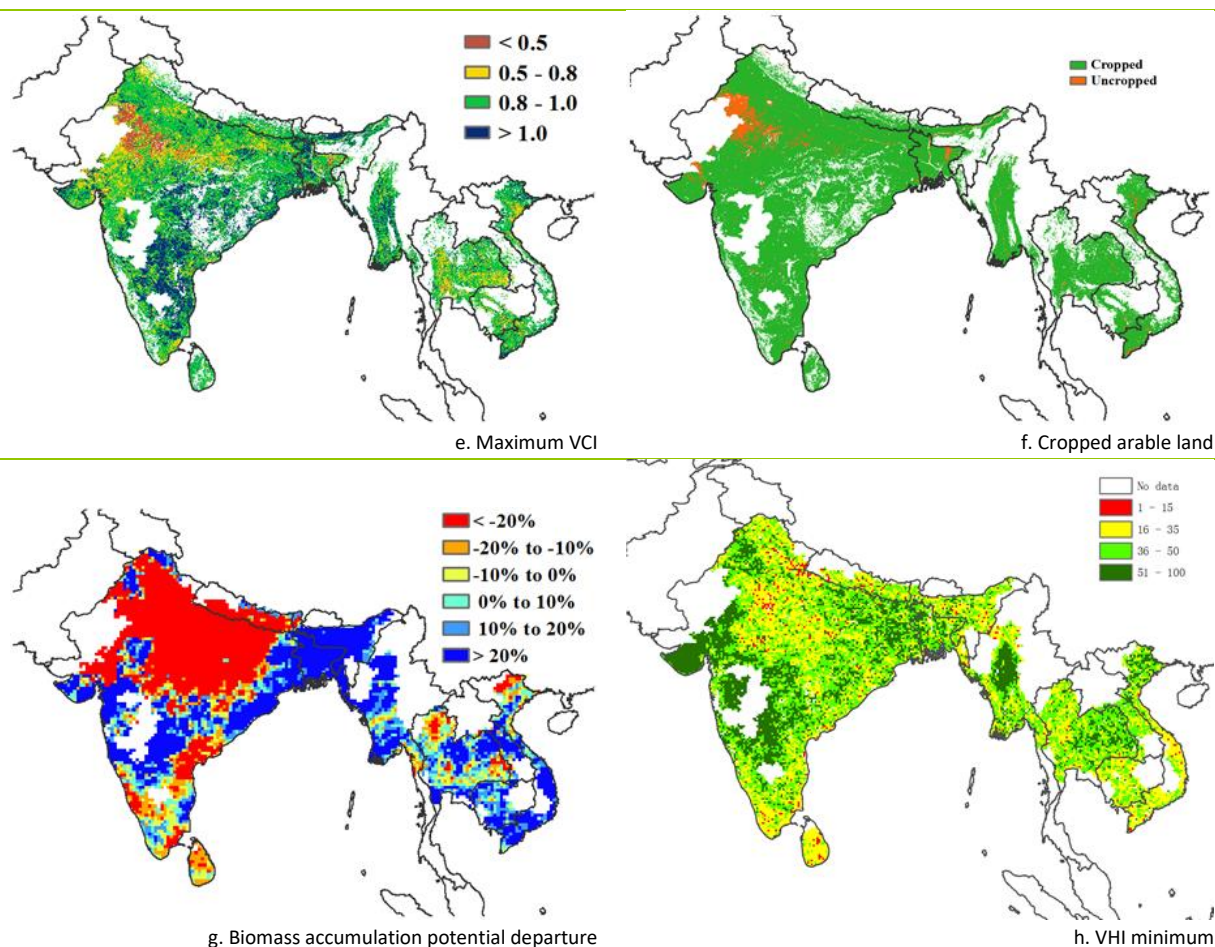 < 0.5
0.5 - 0.8
0.8 - 1.0
> 1.0
e. Maximum VCI
Cropped
Uncropped
f. Cropped arable land
< -20%
-20% to -10%
-10% to 0%
0% to 10%
10% to 20%
> 20%
g. Biomass accumulation potential departure
No data
1 - 15
16 - 35
36 - 50
51 - 100
h. VHI minimum